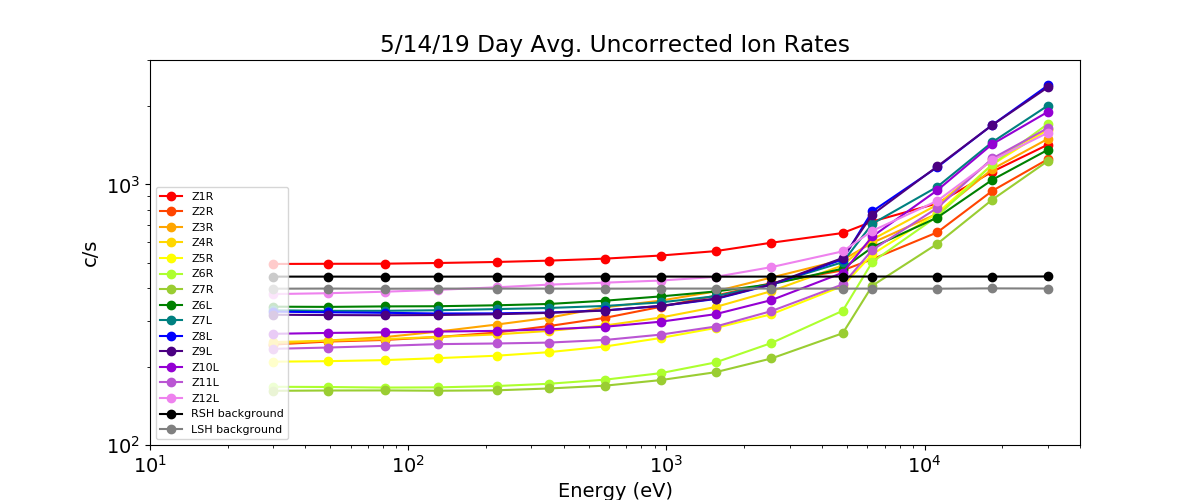 5/14/19 Day Avg. Uncorrected Ion Rates
c/s
10³
10²
Z1R
Z2R
Z3R
Z4R
Z5R
Z6R
Z7R
Z6L
Z7L
Z8L
Z9L
Z10L
Z11L
Z12L
RSH background
LSH background
10¹ 10² 10³ 10⁴
Energy (eV)